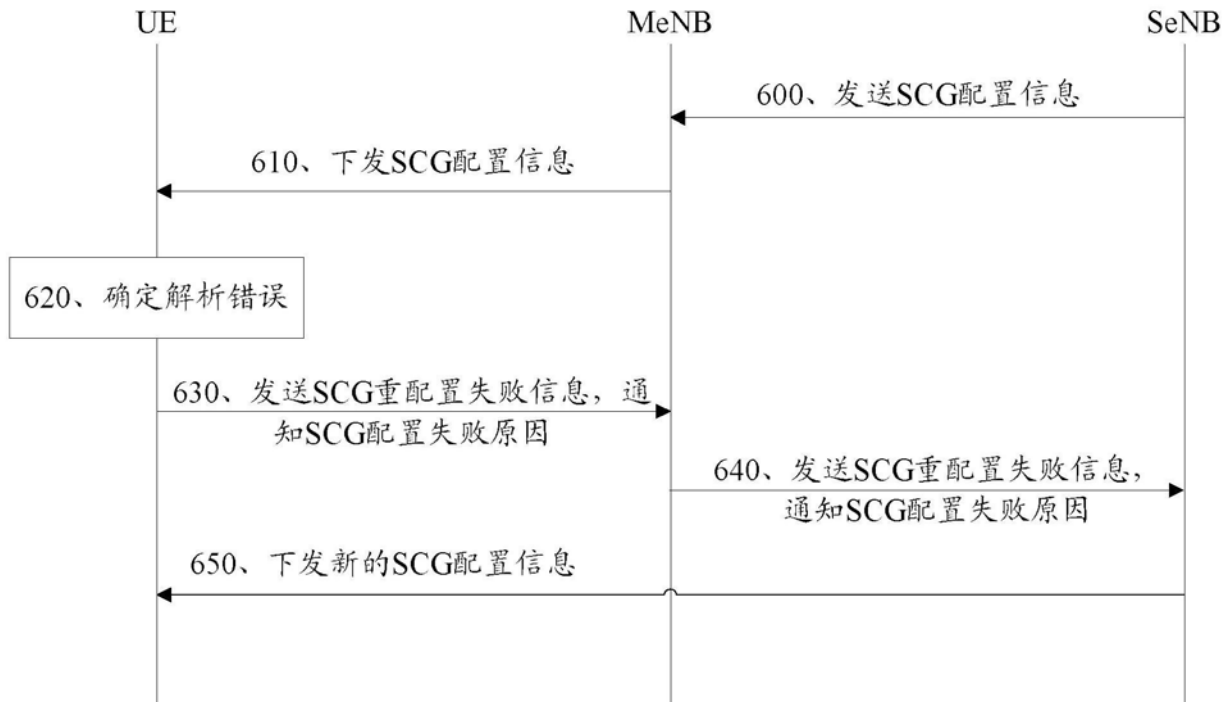 UE MeNB SeNB
600、发送SCG配置信息
610、下发SCG配置信息
620、确定解析错误
630、发送SCG重配置失败信息，通
知SCG配置失败原因
640、发送SCG重配置失败信息，
通知SCG配置失败原因
650、下发新的SCG配置信息